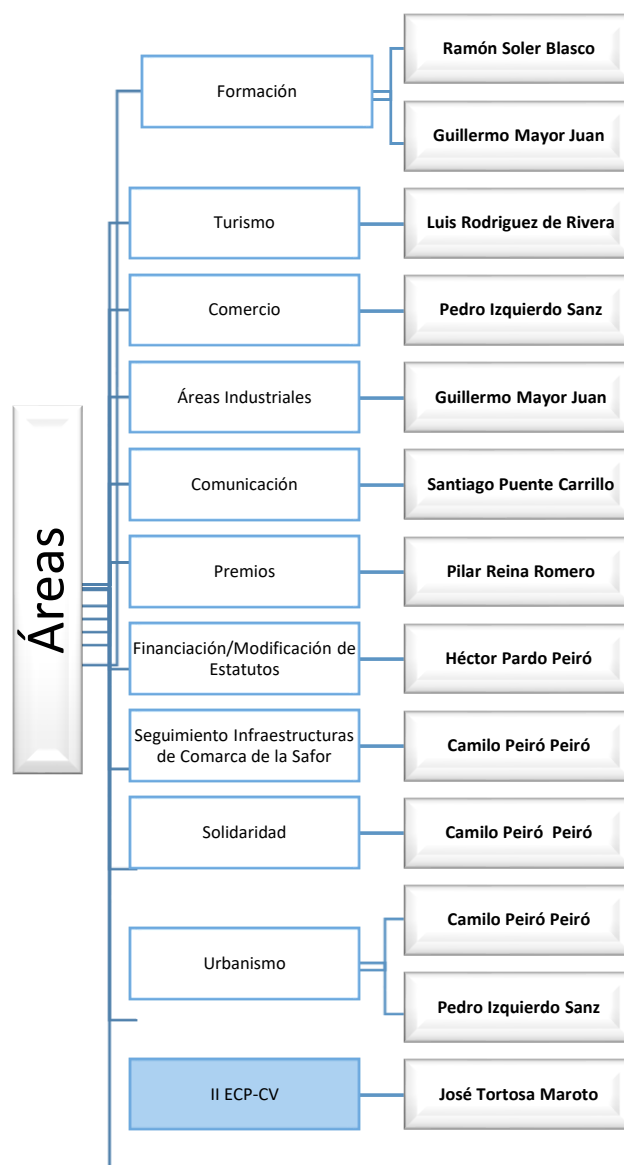 Áreas
Formación
Ramón Soler Blasco
Guillermo Mayor Juan
Turismo
Luis Rodriguez de Rivera
Comercio
Pedro Izquierdo Sanz
Áreas Industriales
Guillermo Mayor Juan
Comunicación
Santiago Puente Carrillo
Premios
Pilar Reina Romero
Financiación/Modificación de
Estatutos
Héctor Pardo Peiró
Seguimiento Infraestructuras
de Comarca de la Safor
Camilo Peiró Peiró
Solidaridad
Camilo Peiró Peiró
Urbanismo
Camilo Peiró Peiró
Pedro Izquierdo Sanz
II ECP-CV
José Tortosa Maroto